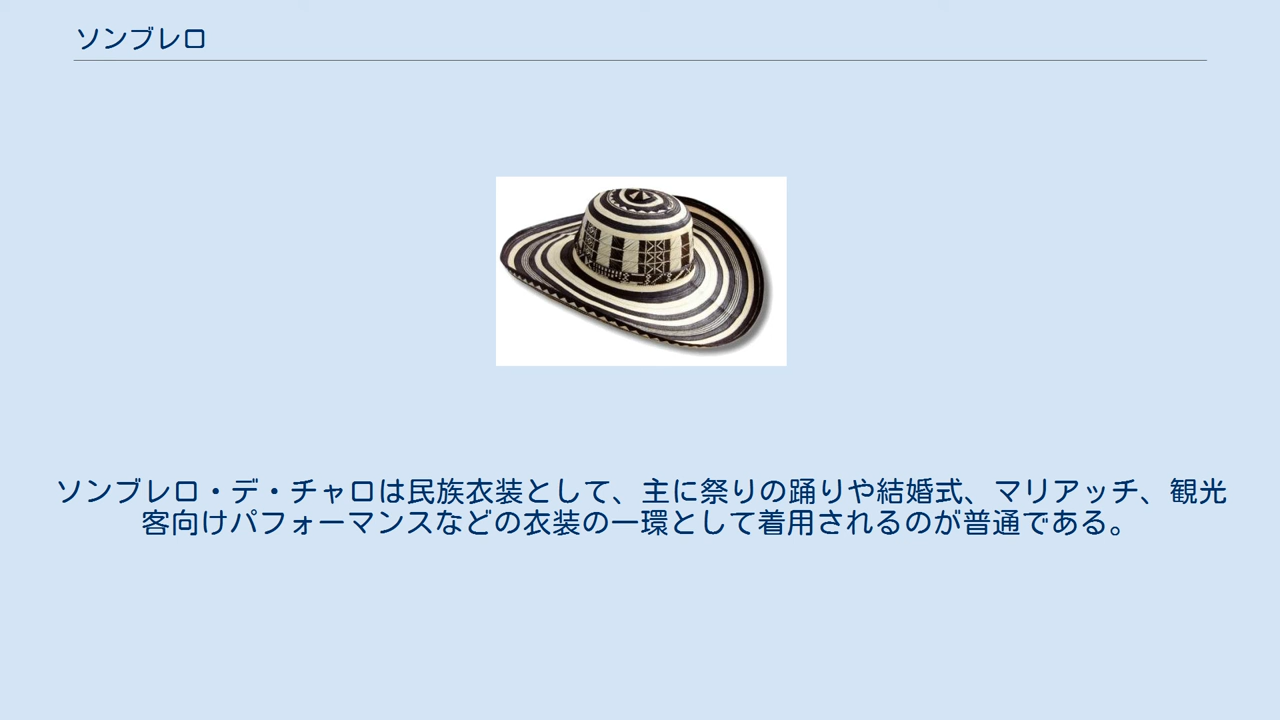 ソンブレロ
ソンブレロ・デ・チャロは民族衣装として、主に祭りの踊りや結婚式、マリアッチ、観光
客向けパフォーマンスなどの衣装の一環として着用されるのが普通である。